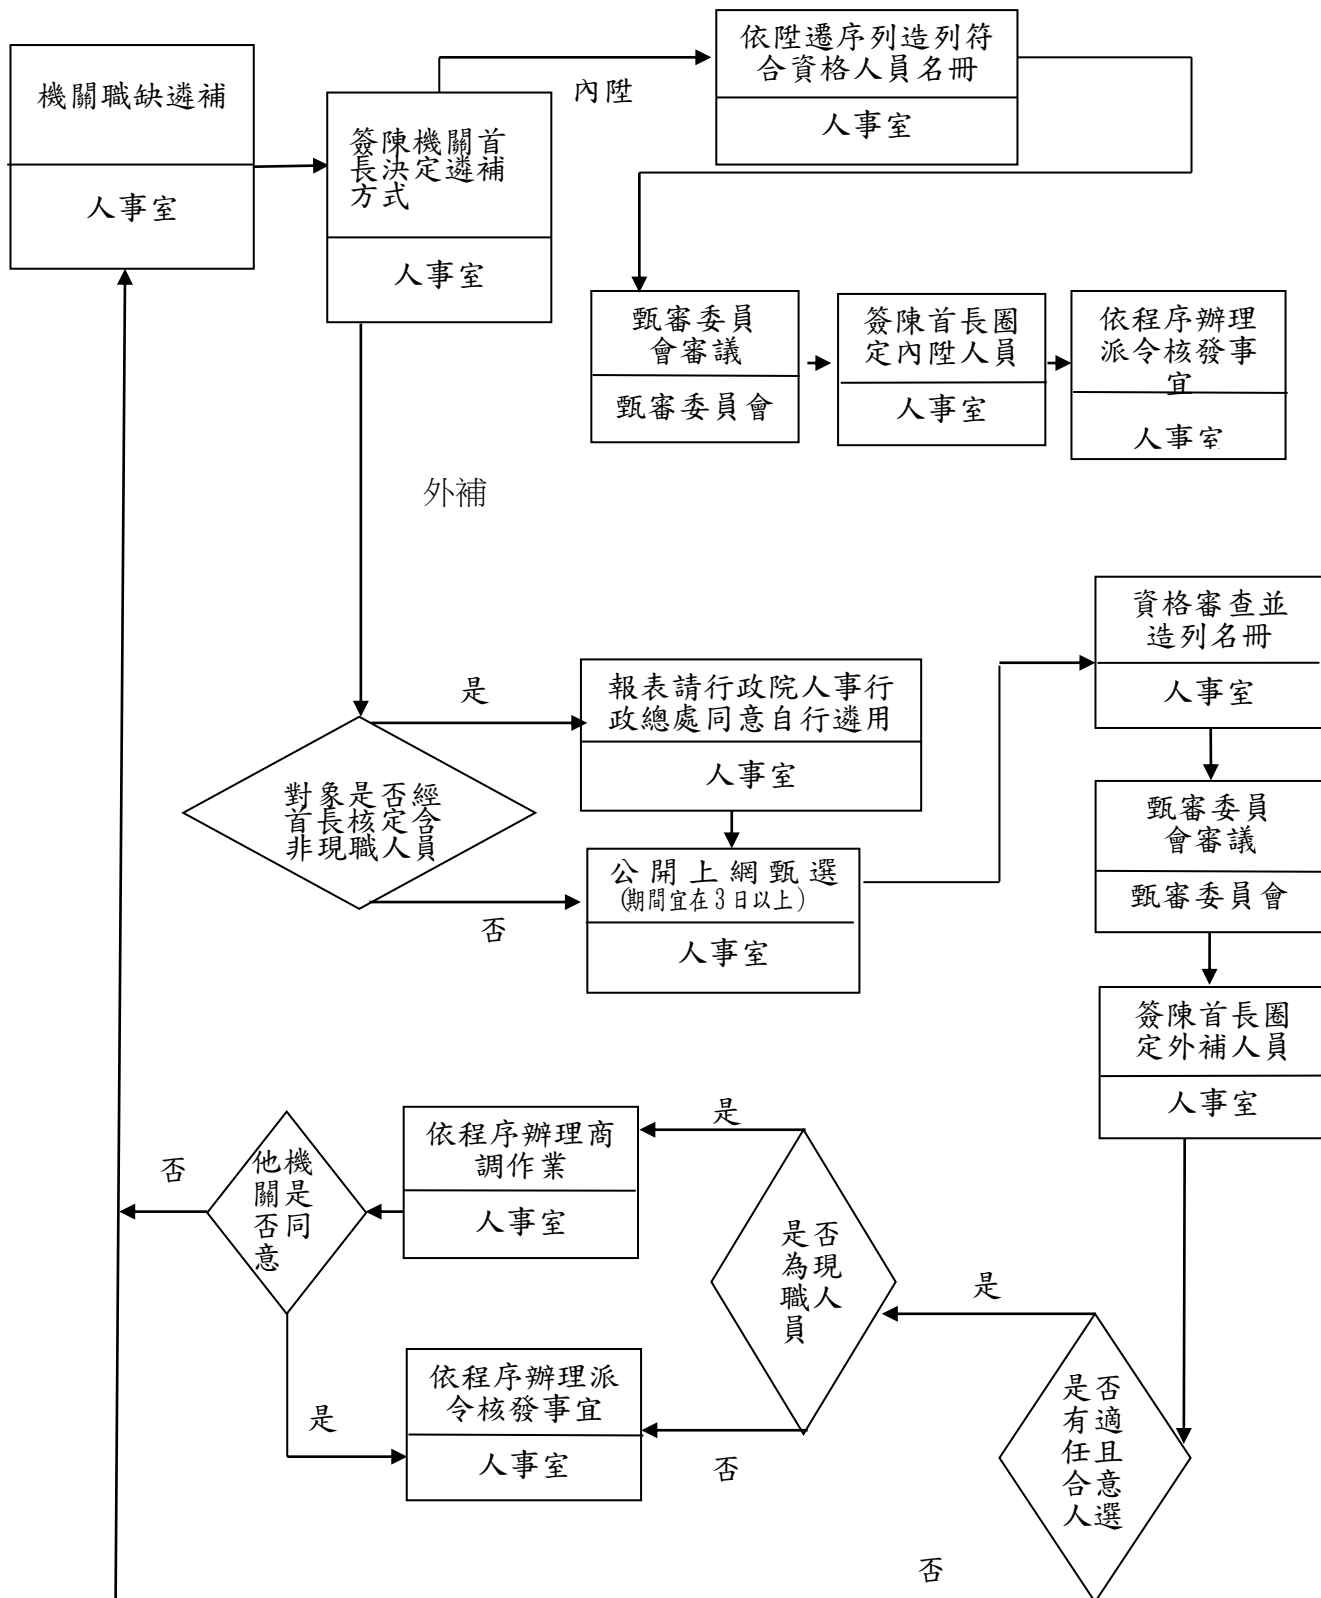 機關職缺遴補
人事室
簽陳機關首
長決定遴補
方式
人事室
內陞
依陞遷序列造列符
合資格人員名冊
人事室
甄審委員
會審議
甄審委員會
簽陳首長圈
定內陞人員
人事室
依程序辦理
派令核發事
宜
人事室
外補
對象是否經
首長核定含
非現職人員
是
報表請行政院人事行
政總處同意自行遴用
人事室
否
公開上網甄選
(期間宜在3日以上)
人事室
資格審查並
造列名冊
人事室
甄審委員
會審議
甄審委員會
簽陳首長圈
定外補人員
人事室
是否
有適
任且
合意
人選
否
是
是否
為現
職人
員
是
依程序辦理商
調作業
人事室
他機
關是
否同
意
否
是
否
依程序辦理派
令核發事宜
人事室